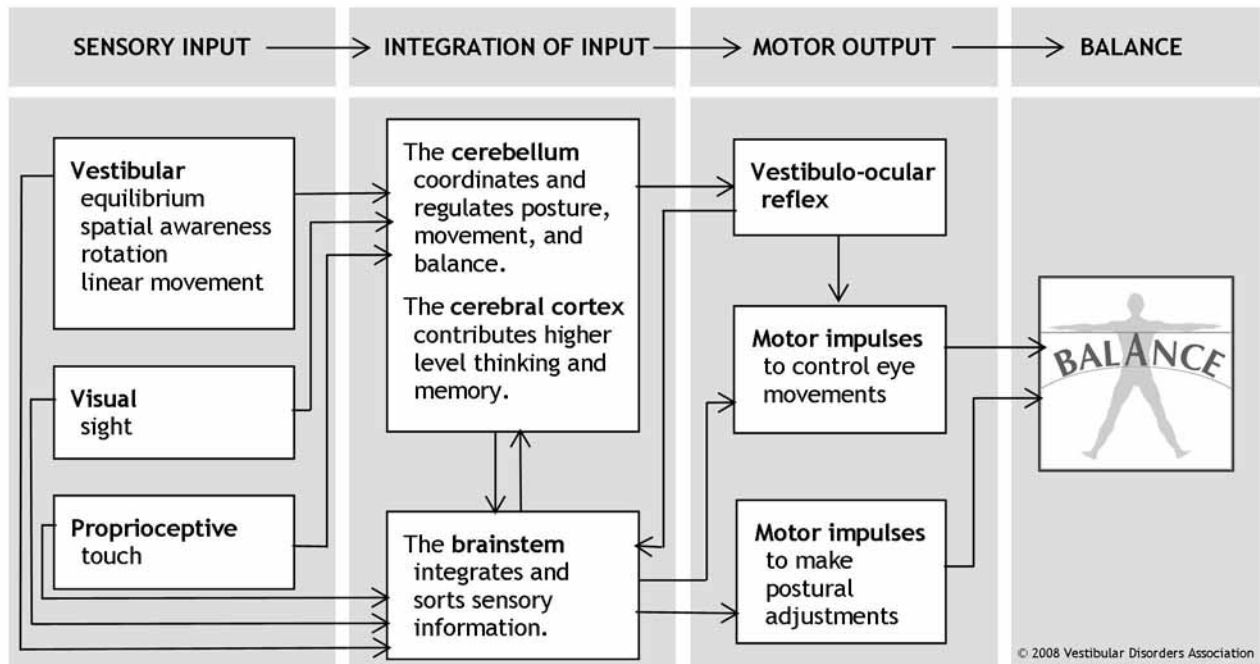 SENSORY INPUT
INTEGRATION OF INPUT
MOTOR OUTPUT
BALANCE
Vestibular
equilibrium
spatial awareness
rotation
linear movement
Visual
sight
Proprioceptive
touch
The cerebellum
coordinates and
regulates posture,
movement, and
balance.
The cerebral cortex
contributes higher
level thinking and
memory.
The brainstem
integrates and
sorts sensory
information.
Vestibulo-ocular
reflex
Motor impulses
to control eye
movements
Motor impulses
to make
postural
adjustments
BALANCE
© 2008 Vestibular Disorders Association